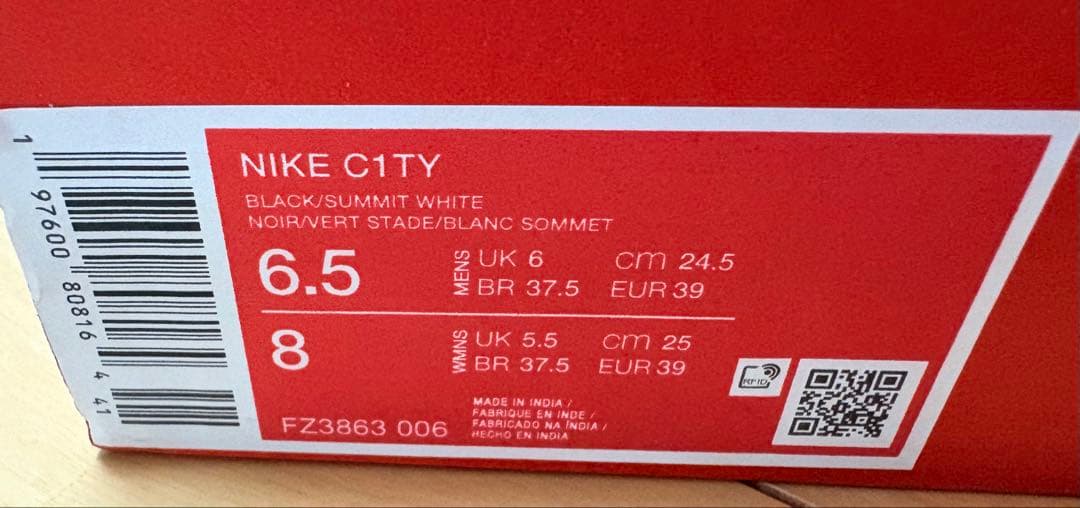 NIKE C1TY
BLACK/SUMMIT WHITE
NOIR/VERT STADE/BLANC SOMMET
6.5 MENS UK 6 cm 24.5
BR 37.5 EUR 39
8 WMNS UK 5.5 cm 25
BR 37.5 EUR 39
FZ3863 006
MADE IN INDIA /
FABRIQUE EN INDE /
FABRICADO NA ÍNDIA /
HECHO EN INDIA
RFID
1 97600 80816 4 41